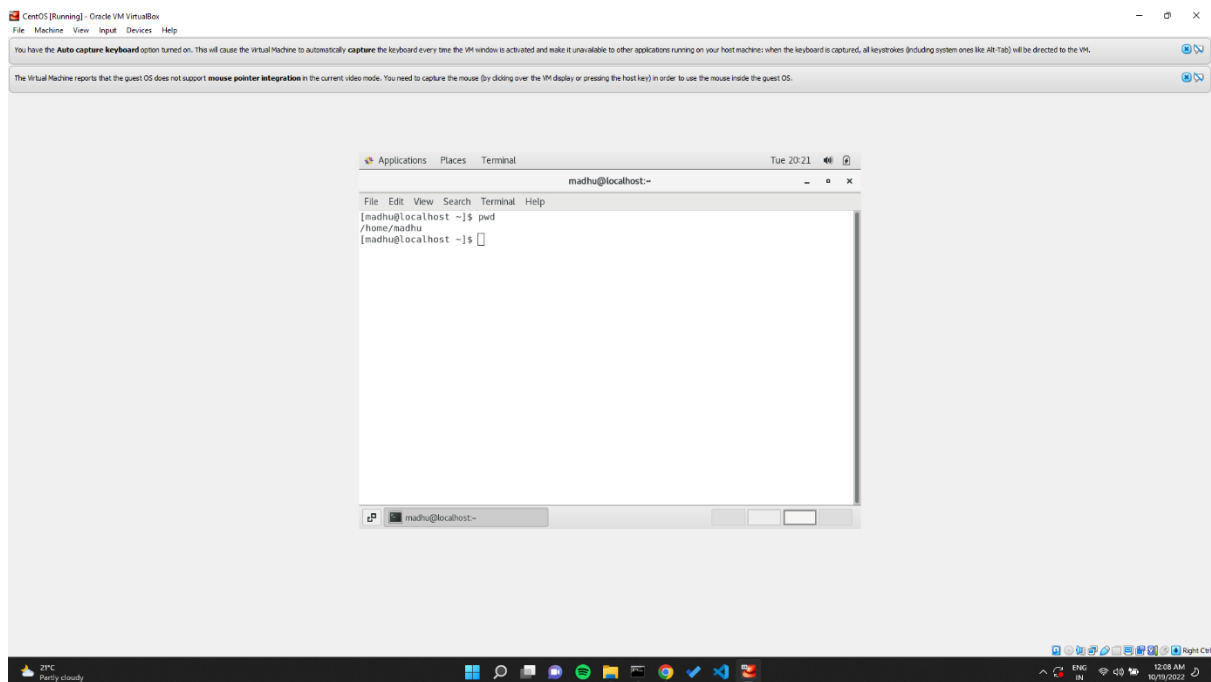 CentOS [Running] - Oracle VM VirtualBox
File Machine View Input Devices Help
You have the Auto capture keyboard option turned on. This will cause the Virtual Machine to automatically capture the keyboard every time the VM window is activated and make it unavailable to other applications running on your host machine: when the keyboard is captured, all keystrokes (including system ones like Alt-Tab) will be directed to the VM.
The Virtual Machine reports that the guest OS does not support mouse pointer integration in the current video mode. You need to capture the mouse (by clicking over the VM display or pressing the host key) in order to use the mouse inside the guest OS.
Applications Places Terminal Tue 20:21
madhu@localhost:~
File Edit View Search Terminal Help
[madhu@localhost ~]$ pwd
/home/madhu
[madhu@localhost ~]$
madhu@localhost:~
Right Ctrl
21°C
Partly cloudy
ENG
IN
12:08 AM
10/19/2022